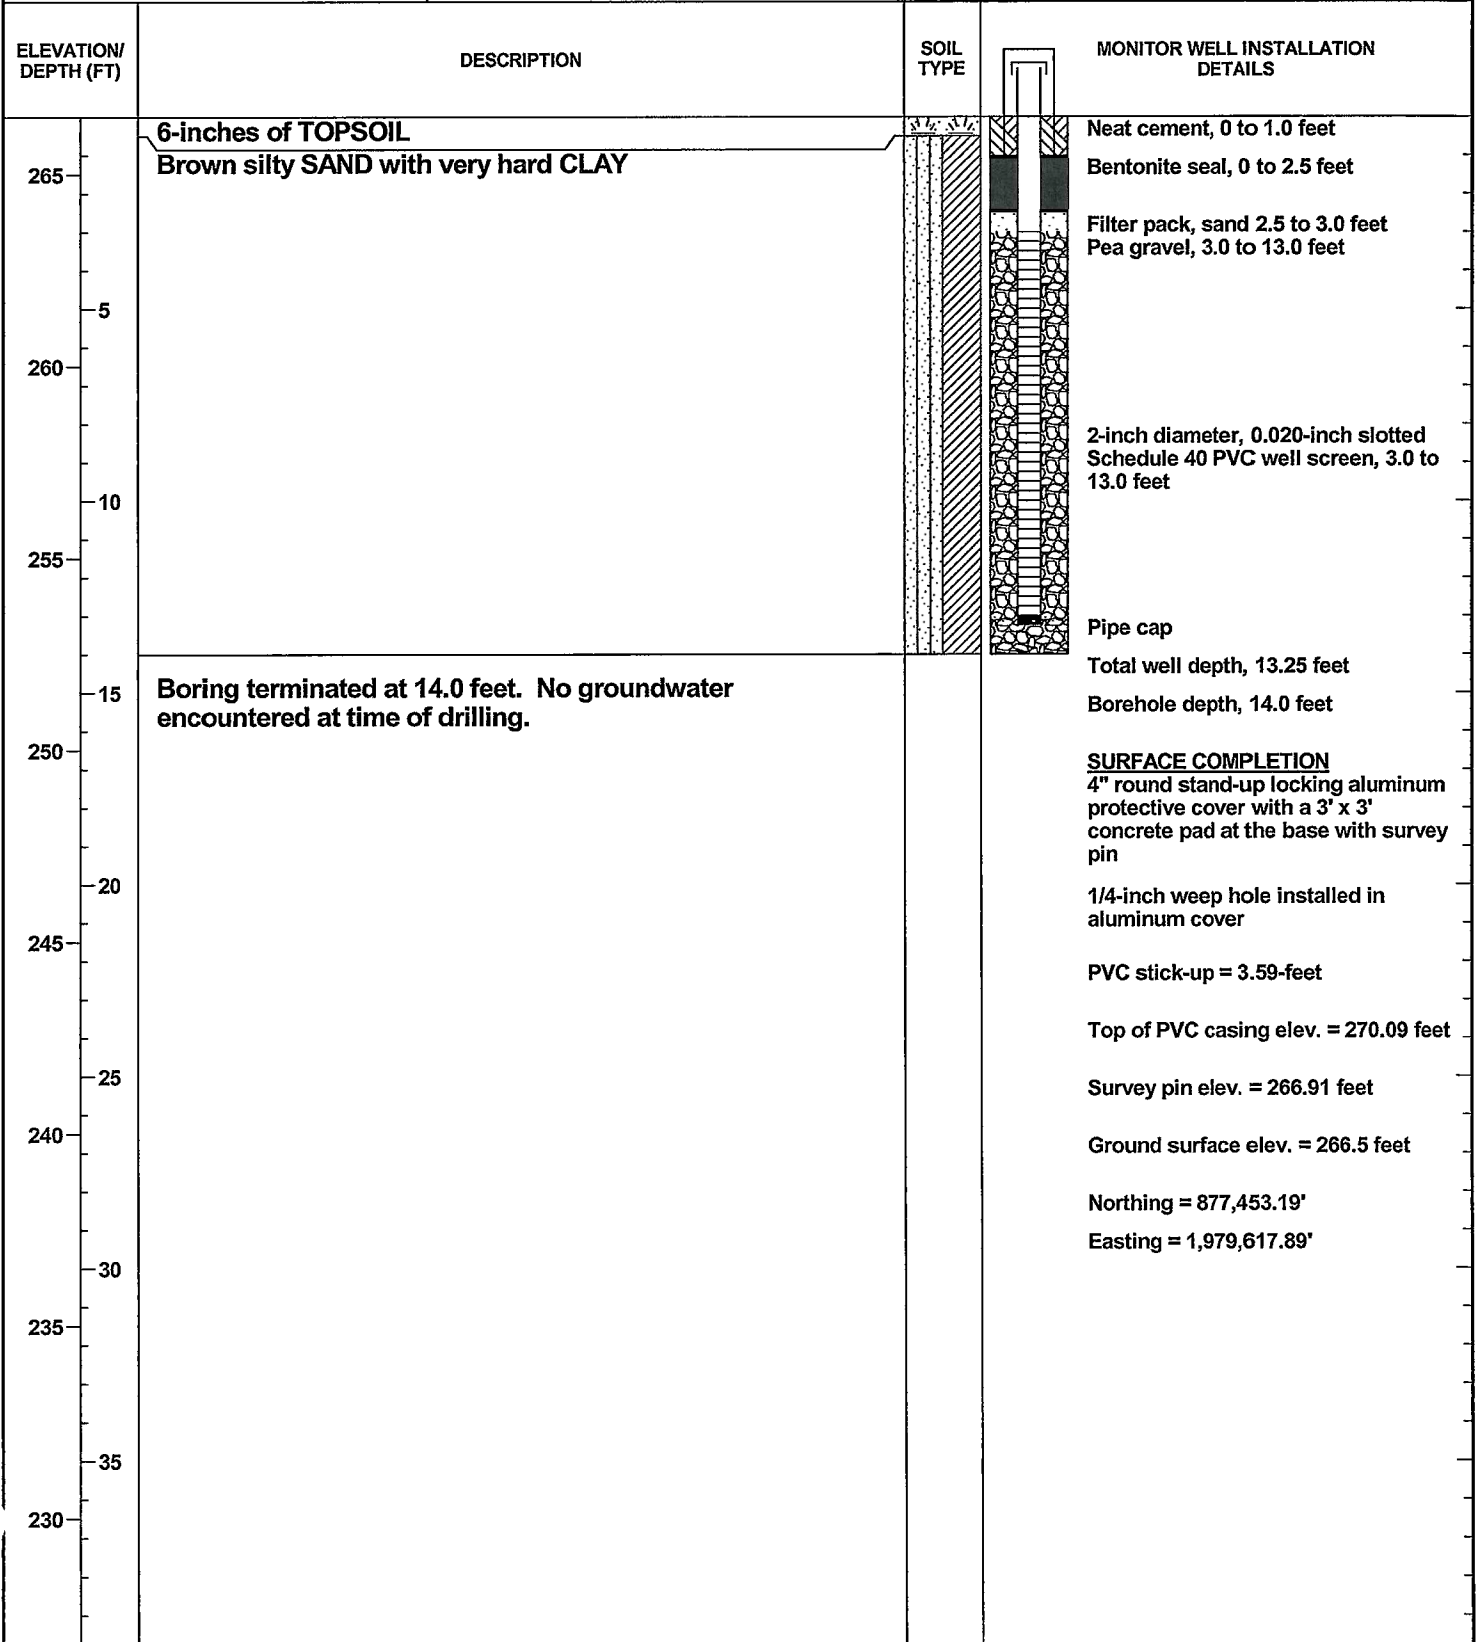 ELEVATION/
DEPTH (FT)
DESCRIPTION
SOIL
TYPE
MONITOR WELL INSTALLATION
DETAILS
6-inches of TOPSOIL
Neat cement, 0 to 1.0 feet
Brown silty SAND with very hard CLAY
Bentonite seal, 0 to 2.5 feet
265
Filter pack, sand 2.5 to 3.0 feet
Pea gravel, 3.0 to 13.0 feet
5
260
2-inch diameter, 0.020-inch slotted
Schedule 40 PVC well screen, 3.0 to
13.0 feet
10
255
Pipe cap
Total well depth, 13.25 feet
Boring terminated at 14.0 feet. No groundwater
encountered at time of drilling.
15
Borehole depth, 14.0 feet
250
SURFACE COMPLETION
4" round stand-up locking aluminum
protective cover with a 3' x 3'
concrete pad at the base with survey
pin
20
1/4-inch weep hole installed in
aluminum cover
245
PVC stick-up = 3.59-feet
Top of PVC casing elev. = 270.09 feet
25
Survey pin elev. = 266.91 feet
240
Ground surface elev. = 266.5 feet
Northing = 877,453.19'
Easting = 1,979,617.89'
30
235
35
230